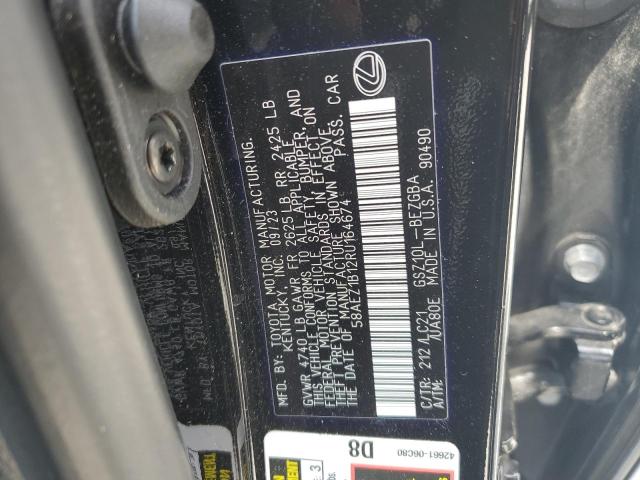 MFD. BY: TOYOTA MOTOR MANUFACTURING,
KENTUCKY, INC. 09/23
GVWR 4740 LB GAWR FR 2625 LB RR 2425 LB
THIS VEHICLE CONFORMS TO ALL APPLICABLE
FEDERAL MOTOR VEHICLE SAFETY, BUMPER, AND
THEFT PREVENTION STANDARDS IN EFFECT ON
THE DATE OF MANUFACTURE SHOWN ABOVE.
58AEZ1B12RU164674 PASS. CAR
C/TR: 212 /LC21 GSZ10L-BEZGBA
A/TM: /UA80E MADE IN U.S.A. 90490
D8
42661-06C80
3